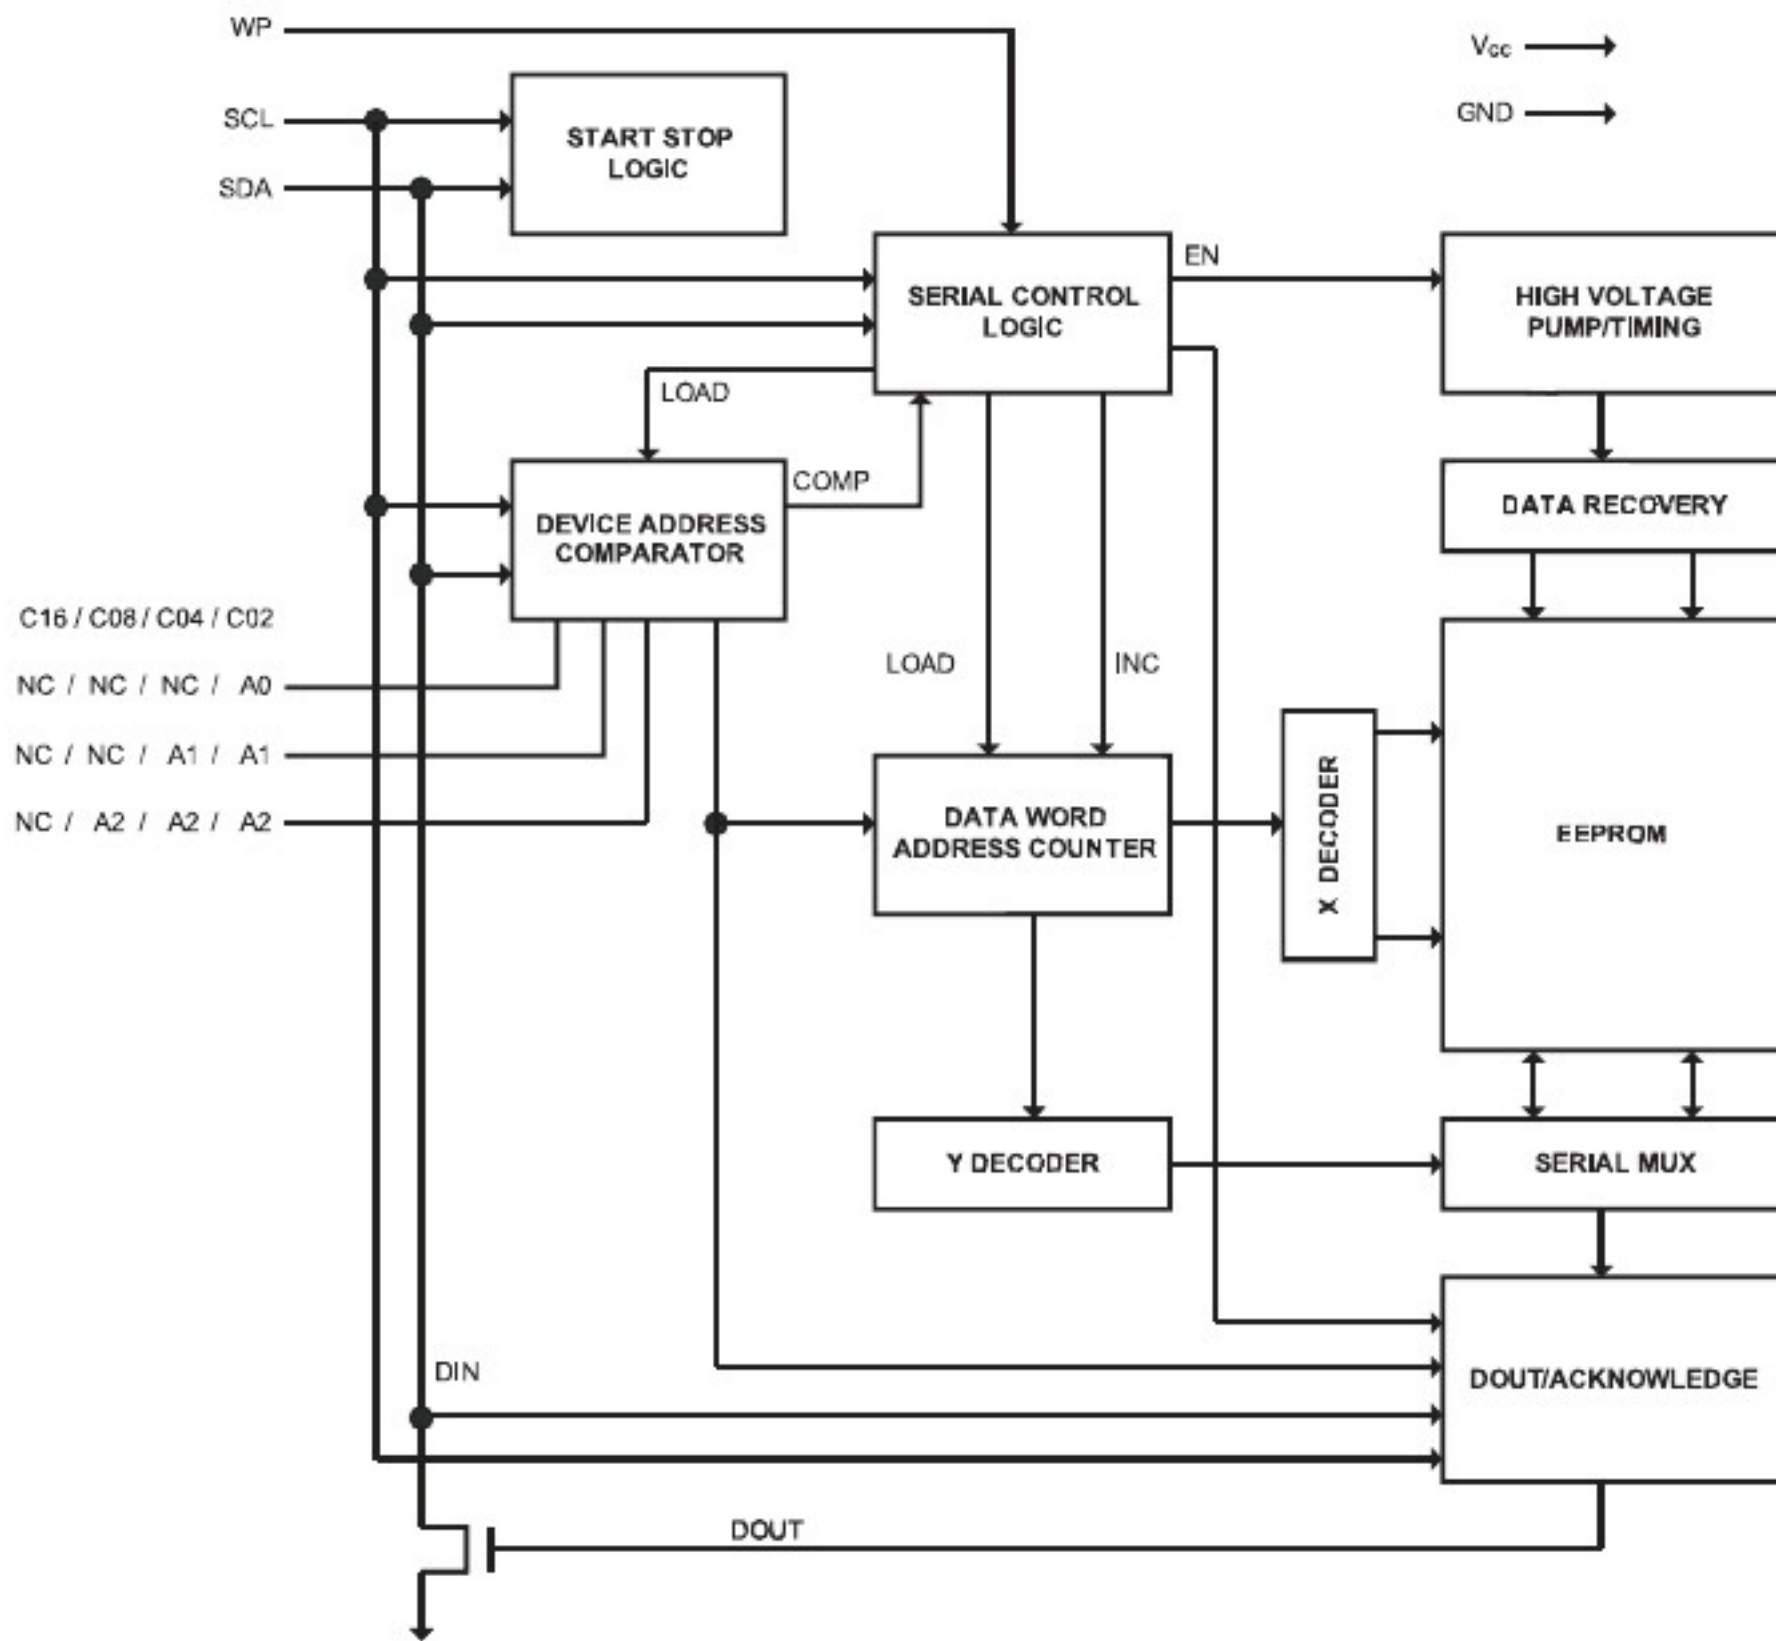 WP
Vcc
SCL
GND
START STOP
LOGIC
SDA
EN
SERIAL CONTROL
LOGIC
HIGH VOLTAGE
PUMP/TIMING
LOAD
COMP
DATA RECOVERY
DEVICE ADDRESS
COMPARATOR
C16 / C08 / C04 / C02
LOAD
INC
NC / NC / NC / A0
NC / NC / A1 / A1
NC / A2 / A2 / A2
DATA WORD
ADDRESS COUNTER
X DECODER
EEPROM
Y DECODER
SERIAL MUX
DIN
DOUT/ACKNOWLEDGE
DOUT